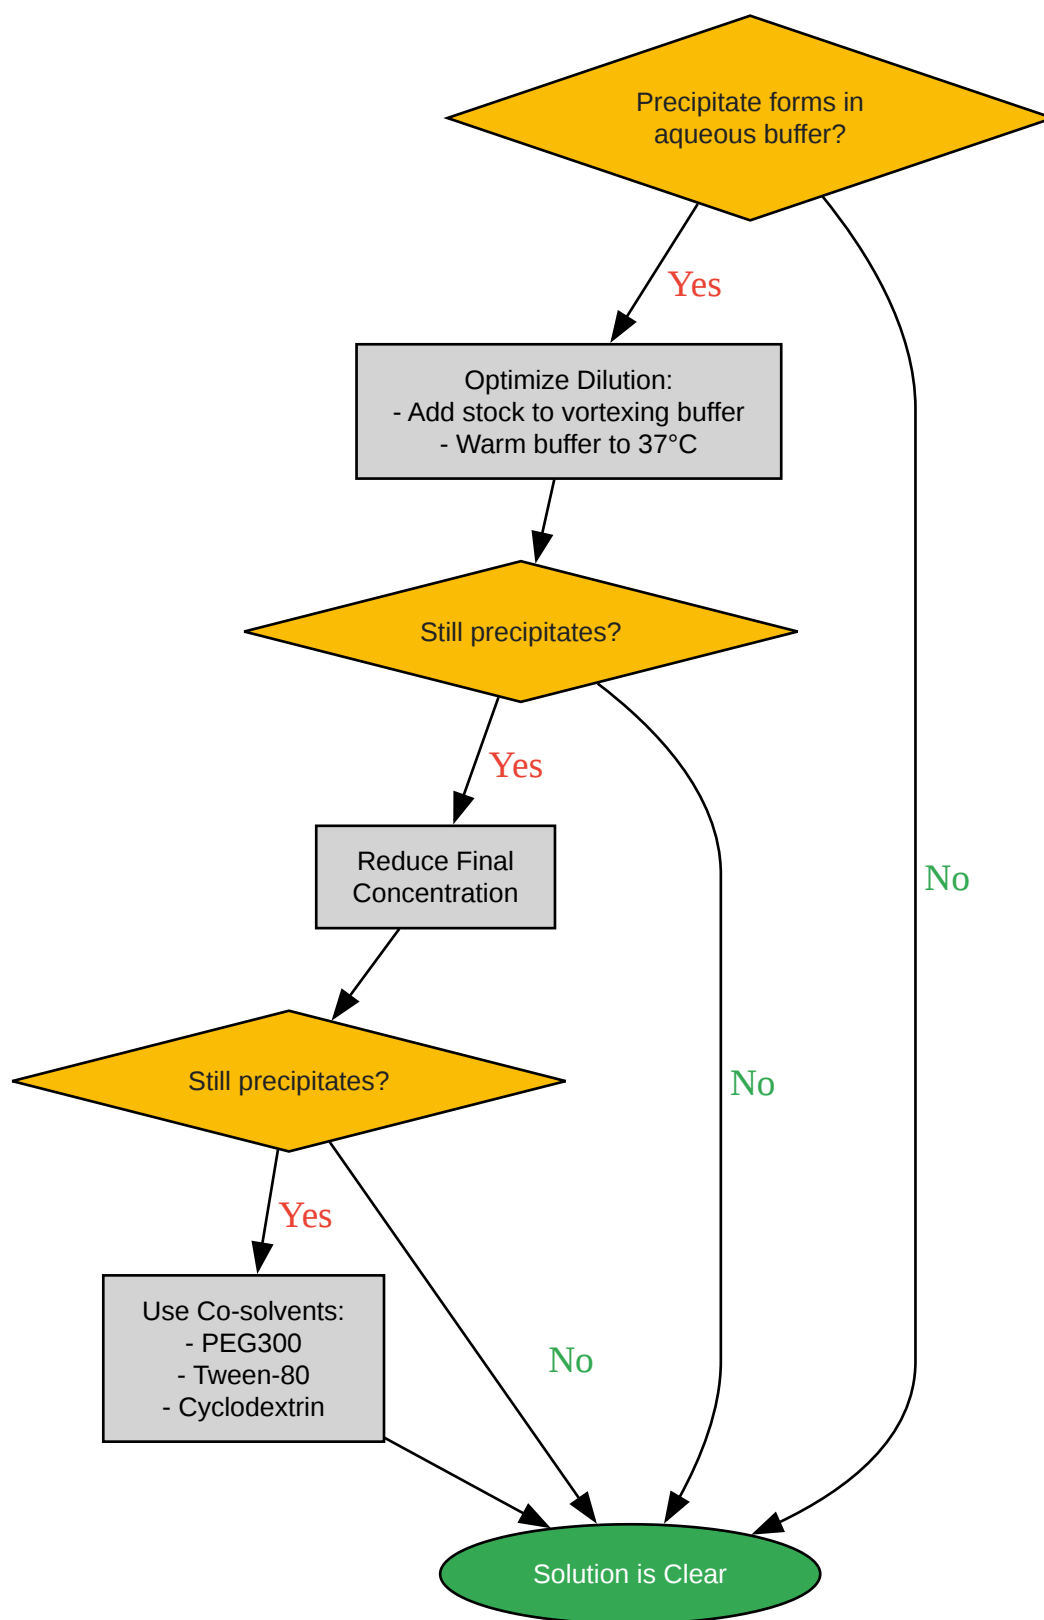 Precipitate forms in
aqueous buffer?
Yes
Optimize Dilution:
- Add stock to vortexing buffer
- Warm buffer to 37°C
Still precipitates?
Yes
Reduce Final
Concentration
No
Still precipitates?
No
Yes
Use Co-solvents:
- PEG300
- Tween-80
- Cyclodextrin
No
Solution is Clear